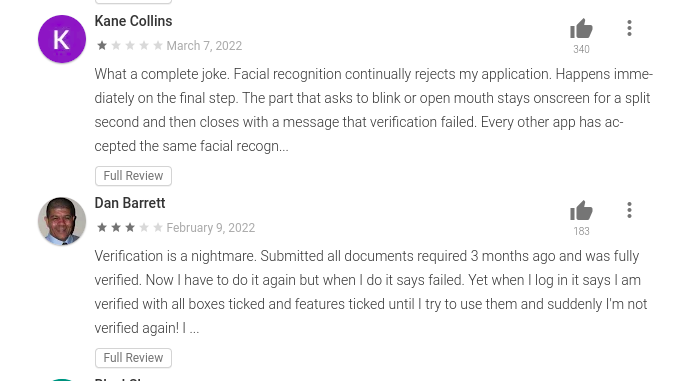 Kane Collins
K
March 7, 2022
340
What a complete joke. Facial recognition continually rejects my application. Happens imme-
diately on the final step. The part that asks to blink or open mouth stays onscreen for a split
second and then closes with a message that verification failed. Every other app has ac-
cepted the same facial recogn...
Full Review
Dan Barrett
February 9, 2022
183
Verification is a nightmare. Submitted all documents required 3 months ago and was fully
verified. Now I have to do it again but when I do it says failed. Yet when I log in it says I am
verified with all boxes ticked and features ticked until I try to use them and suddenly I'm not
verified again! I ...
Full Review